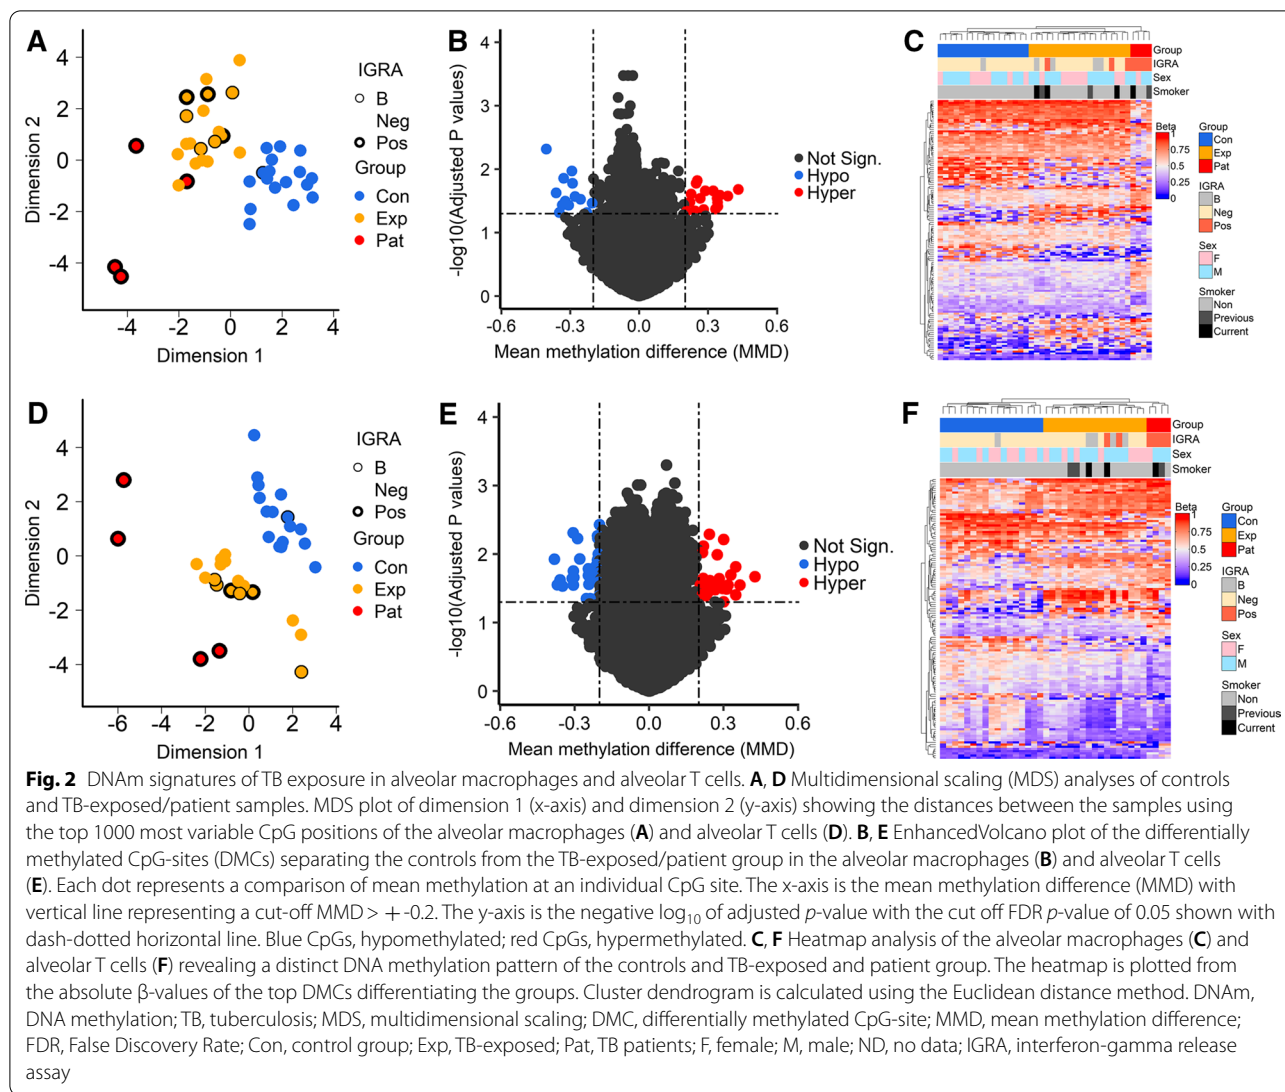 A
4
2
0
-2
-4
-4
-2
0
2
4
Dimension 2
Dimension 1
IGRA
B
Neg
Pos
Group
Con
Exp
Pat
B
4
3
2
1
0
-0.6
-0.3
0.0
0.3
0.6
-log10(Adjusted P values)
Mean methylation difference (MMD)
Not Sign.
Hypo
Hyper
C
Group
IGRA
Sex
Smoker
Beta
1
0.75
0.5
0.25
0
Group
Con
Exp
Pat
IGRA
B
Neg
Pos
Sex
F
M
Smoker
Non
Previous
Current
D
4
2
0
-2
-4
-6
-4
-2
0
2
4
Dimension 2
Dimension 1
IGRA
B
Neg
Pos
Group
Con
Exp
Pat
E
4
3
2
1
0
-0.6
-0.3
0.0
0.3
0.6
-log10(Adjusted P values)
Mean methylation difference (MMD)
Not Sign.
Hypo
Hyper
F
Group
IGRA
Sex
Smoker
Beta
1
0.75
0.5
0.25
0
Group
Con
Exp
Pat
IGRA
B
Neg
Pos
Sex
F
M
Smoker
Non
Previous
Current
Fig. 2 DNAm signatures of TB exposure in alveolar macrophages and alveolar T cells. A, D Multidimensional scaling (MDS) analyses of controls
and TB-exposed/patient samples. MDS plot of dimension 1 (x-axis) and dimension 2 (y-axis) showing the distances between the samples using
the top 1000 most variable CpG positions of the alveolar macrophages (A) and alveolar T cells (D). B, E EnhancedVolcano plot of the differentially
methylated CpG-sites (DMCs) separating the controls from the TB-exposed/patient group in the alveolar macrophages (B) and alveolar T cells
(E). Each dot represents a comparison of mean methylation at an individual CpG site. The x-axis is the mean methylation difference (MMD) with
vertical line representing a cut-off MMD > + -0.2. The y-axis is the negative log10 of adjusted p-value with the cut off FDR p-value of 0.05 shown with
dash-dotted horizontal line. Blue CpGs, hypomethylated; red CpGs, hypermethylated. C, F Heatmap analysis of the alveolar macrophages (C) and
alveolar T cells (F) revealing a distinct DNA methylation pattern of the controls and TB-exposed and patient group. The heatmap is plotted from
the absolute β-values of the top DMCs differentiating the groups. Cluster dendrogram is calculated using the Euclidean distance method. DNAm,
DNA methylation; TB, tuberculosis; MDS, multidimensional scaling; DMC, differentially methylated CpG-site; MMD, mean methylation difference;
FDR, False Discovery Rate; Con, control group; Exp, TB-exposed; Pat, TB patients; F, female; M, male; ND, no data; IGRA, interferon-gamma release
assay